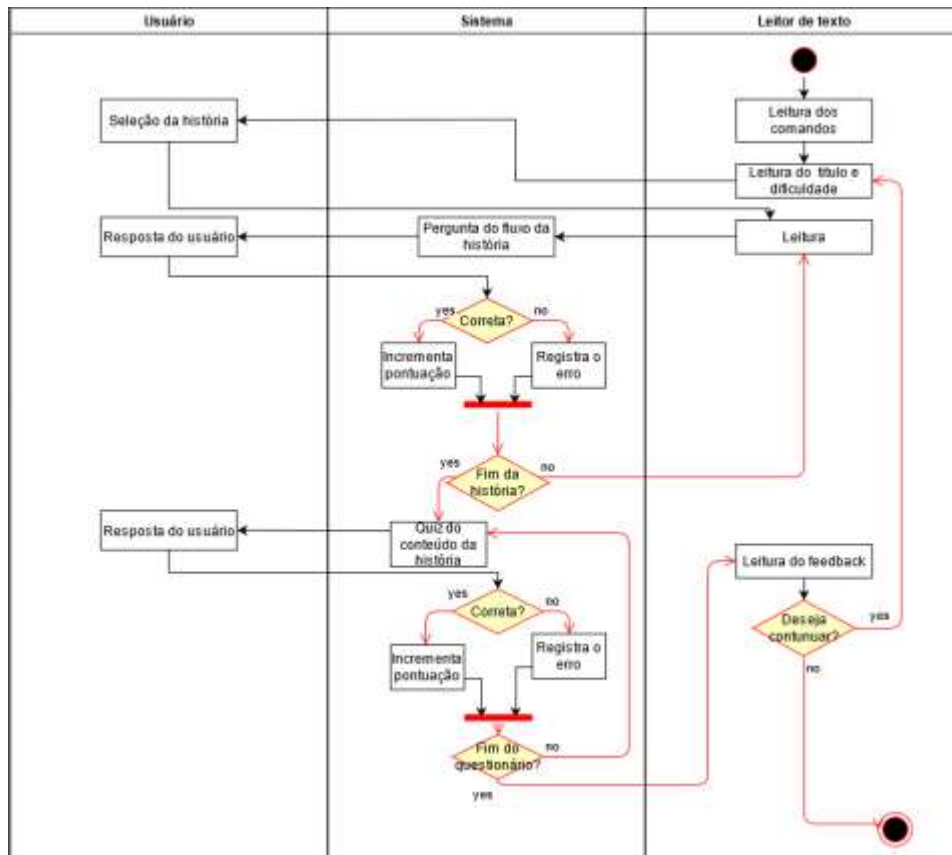 Usuário
Sistema
Leitor de texto
Leitura dos
comandos
Seleção da história
Leitura do título e
dificuldade
Resposta do usuário
Pergunta do fluxo da
história
Leitura
yes
Correta?
no
Incrementa
pontuação
Registra o
erro
yes
Fim da
história?
no
Resposta do usuário
Quiz do
conteúdo da
história
Leitura do feedback
yes
Correta?
no
Deseja
contunuar?
yes
Incrementa
pontuação
Registra o
erro
no
Fim do
questionário?
no
yes